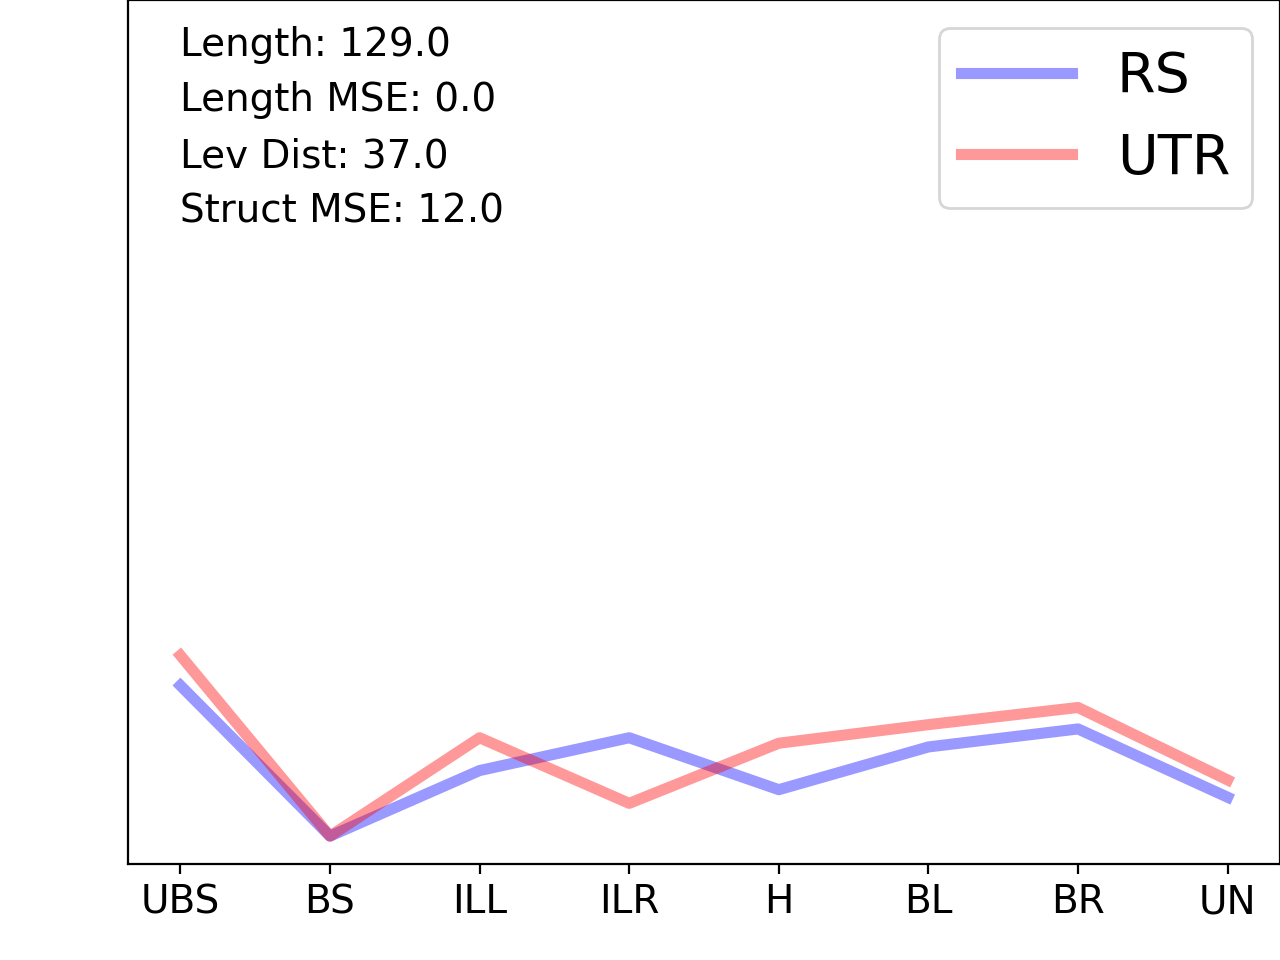 Length: 129.0
Length MSE: 0.0
Lev Dist: 37.0
Struct MSE: 12.0
RS
UTR
UBS BS ILL ILR H BL BR UN